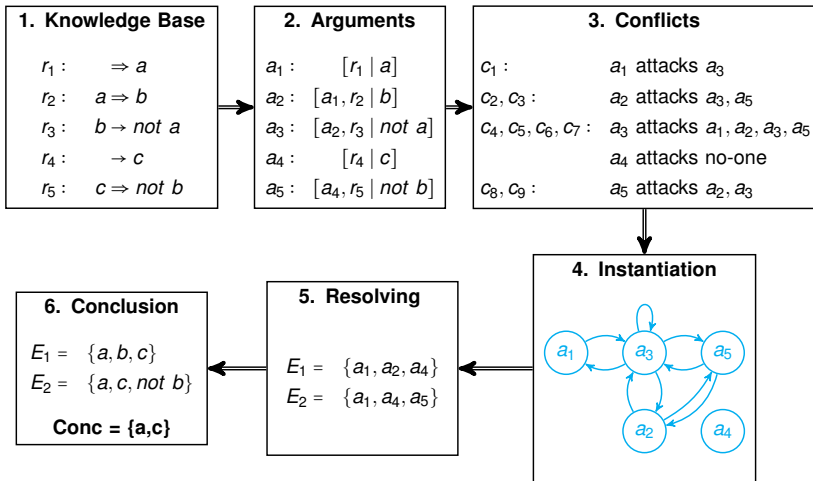 1. Knowledge Base
r1 : ⇒ a
r2 : a ⇒ b
r3 : b → not a
r4 : → c
r5 : c ⇒ not b
2. Arguments
a1 : [r1 | a]
a2 : [a1, r2 | b]
a3 : [a2, r3 | not a]
a4 : [r4 | c]
a5 : [a4, r5 | not b]
3. Conflicts
c1 : a1 attacks a3
c2, c3 : a2 attacks a3, a5
c4, c5, c6, c7 : a3 attacks a1, a2, a3, a5
a4 attacks no-one
c8, c9 : a5 attacks a2, a3
4. Instantiation
a1 a3 a5
a2 a4
5. Resolving
E1 = {a1, a2, a4}
E2 = {a1, a4, a5}
6. Conclusion
E1 = {a, b, c}
E2 = {a, c, not b}
Conc = {a,c}